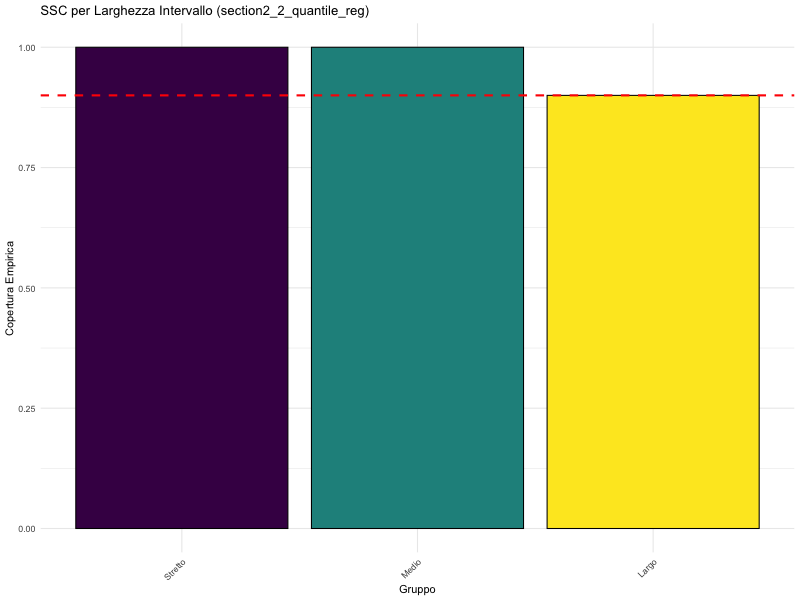 SSC per Larghezza Intervallo (section2_2_quantile_reg)
Copertura Empirica
1.00
0.75
0.50
0.25
0.00
Stretto
Medio
Largo
Gruppo